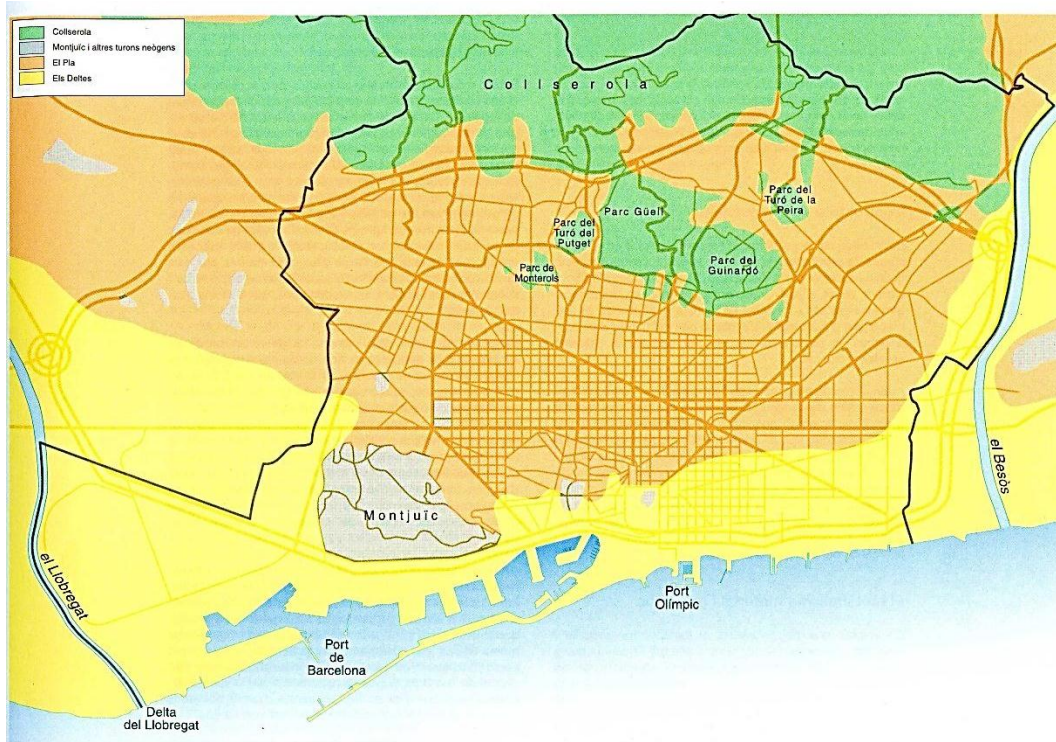 Collserola
Montjuïc i altres turons neògens
El Pla
Els Deltes
Collserola
Parc del
Turó de la
Peira
Parc Güell
Parc del
Turó del
Putget
Parc del
Guinardó
Parc de
Monterols
el Besòs
Montjuïc
el Llobregat
Port
Olímpic
Port
de
Barcelona
Delta
del Llobregat